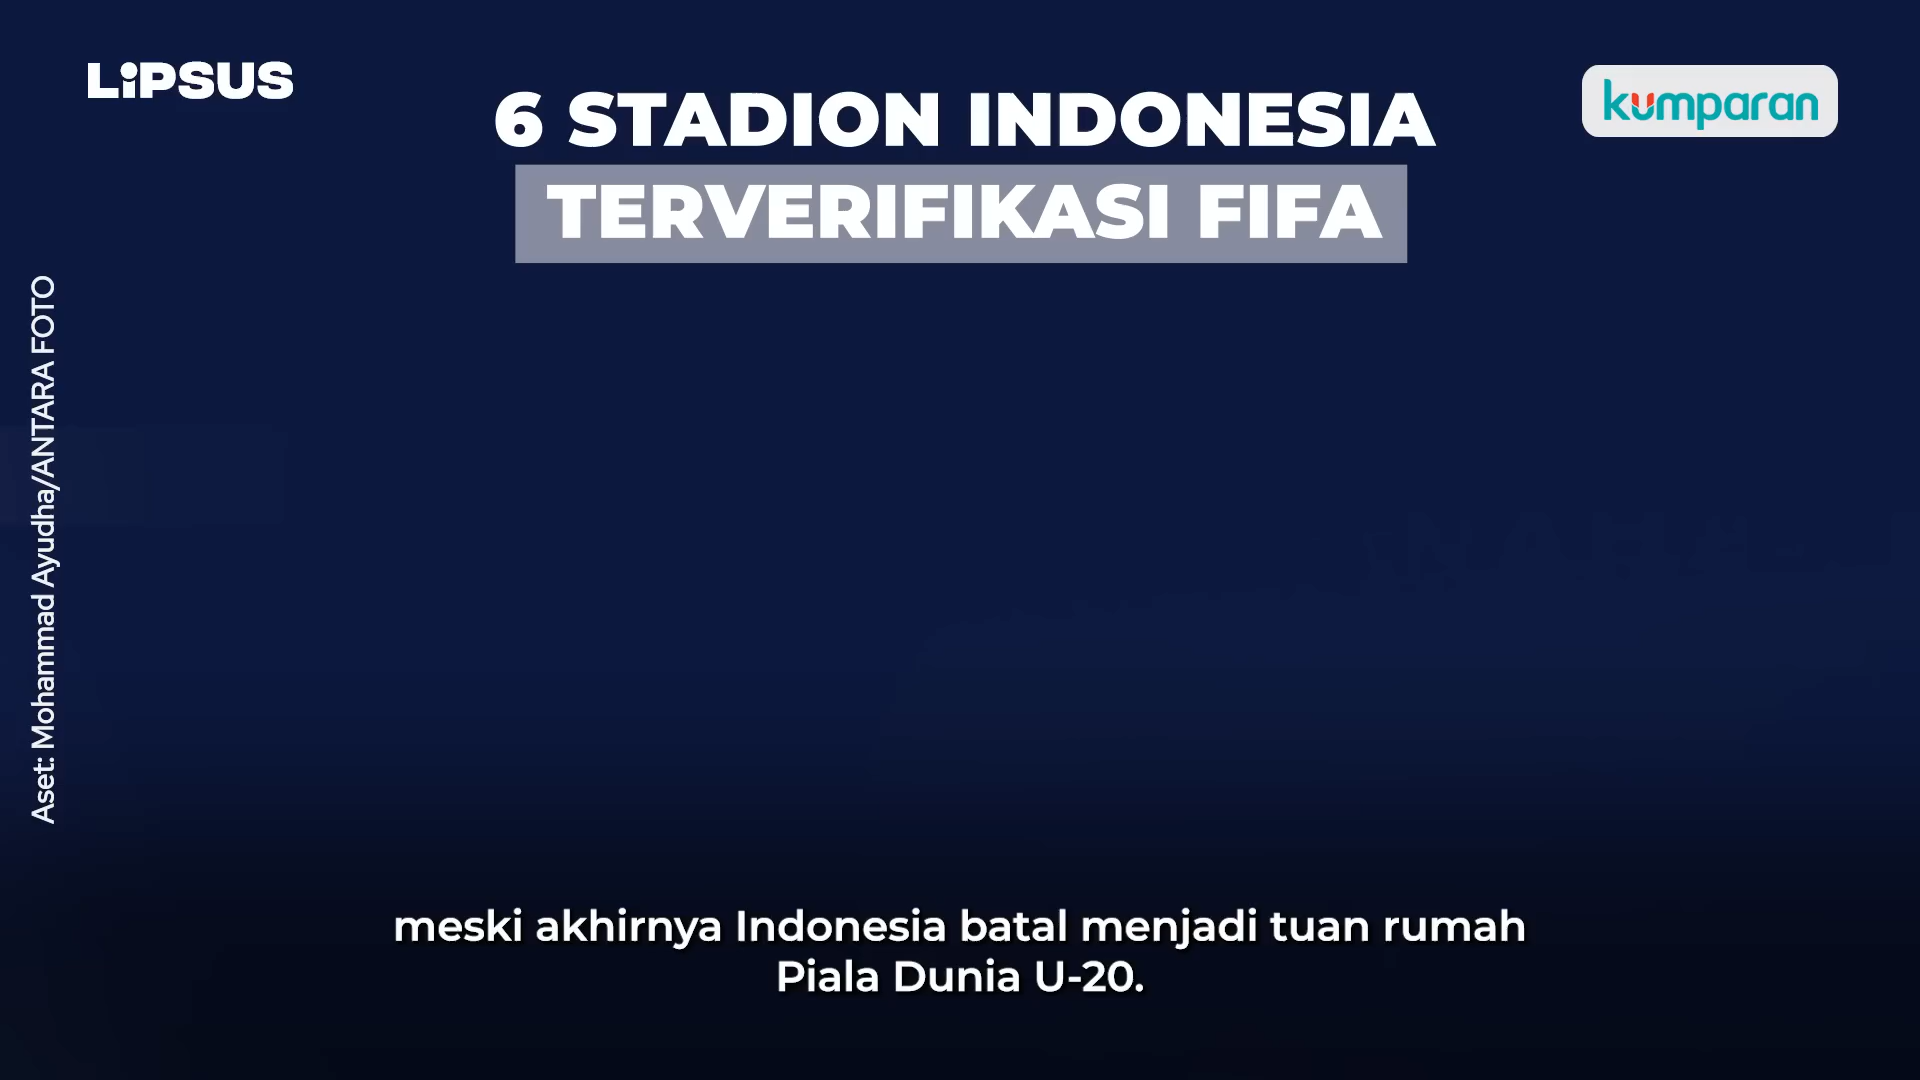 LiPSUS
6 STADION INDONESIA
TERVERIFIKASI FIFA
kumparan
Aset: Mohammad Ayudha/ANTARA FOTO
meski akhirnya Indonesia batal menjadi tuan rumah
Piala Dunia U-20.